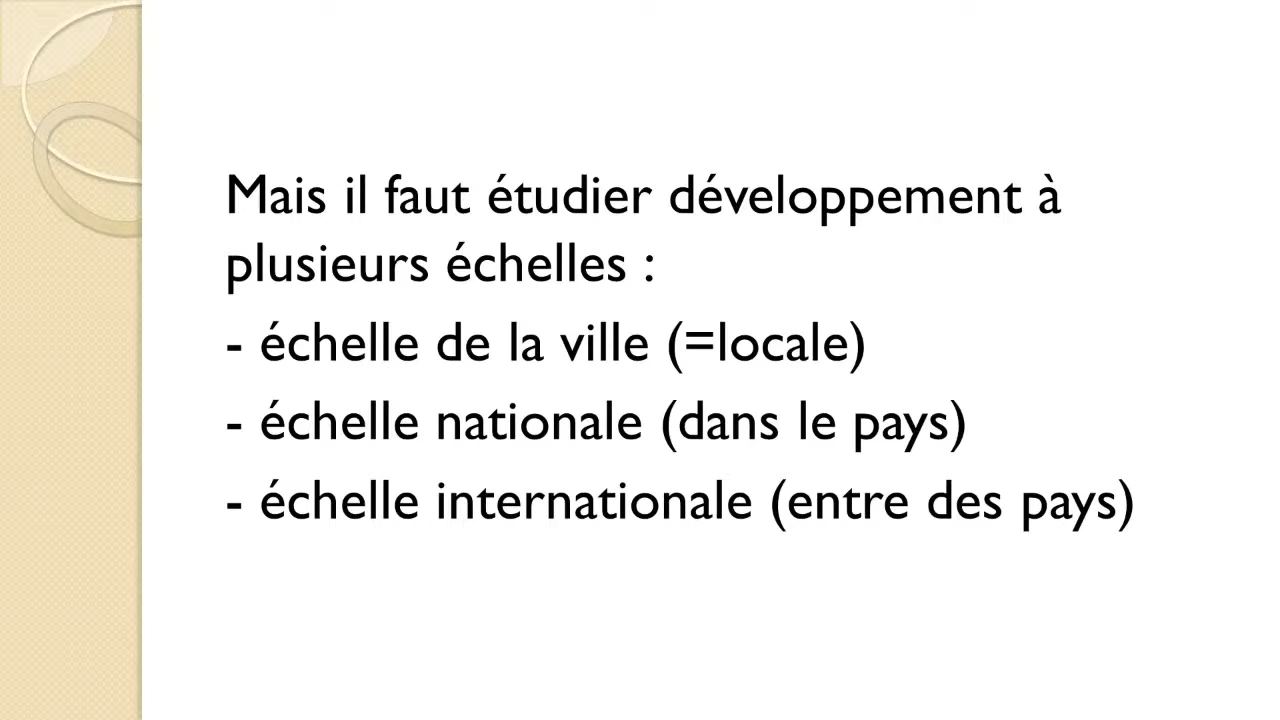 Mais il faut étudier développement à
plusieurs échelles :
- échelle de la ville (=locale)
- échelle nationale (dans le pays)
- échelle internationale (entre des pays)